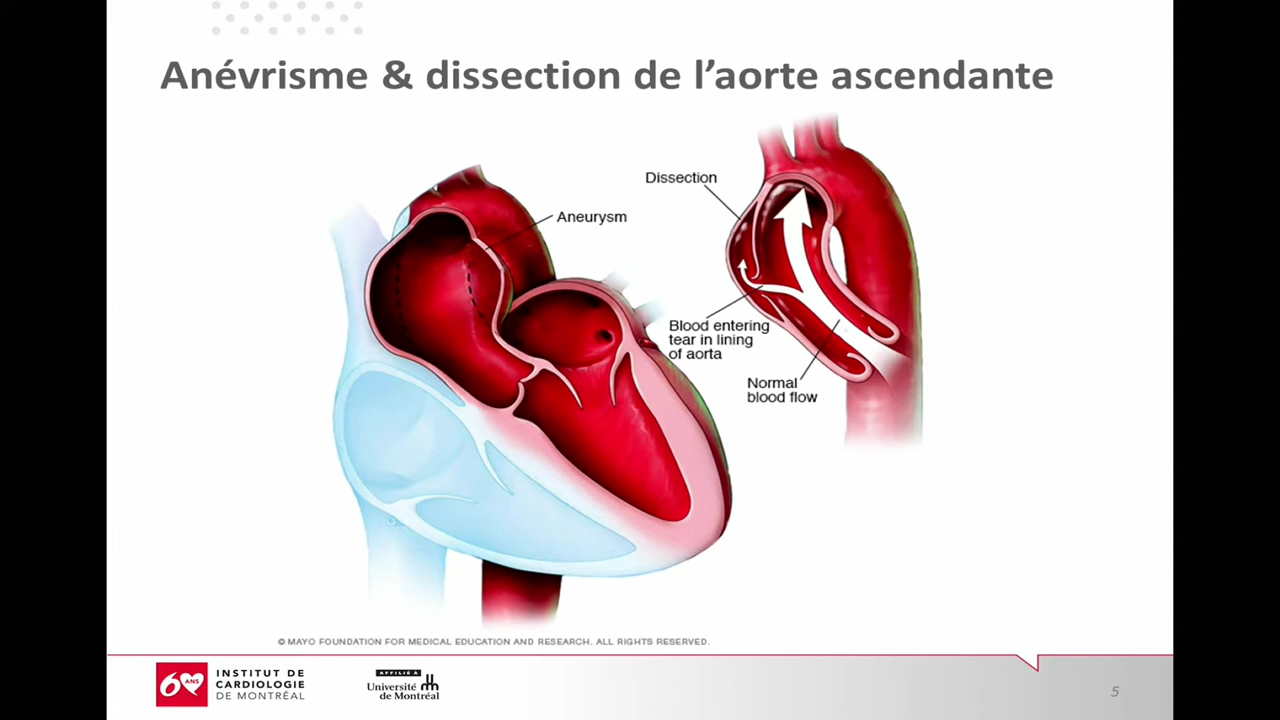 Anévrisme & dissection de l’aorte ascendante
Dissection
Aneurysm
Blood entering
tear in lining
of aorta
Normal
blood flow
© MAYO FOUNDATION FOR MEDICAL EDUCATION AND RESEARCH. ALL RIGHTS RESERVED.
60 ANS
INSTITUT DE
CARDIOLOGIE
DE MONTRÉAL
AFFILIÉ À
Université
de Montréal
5